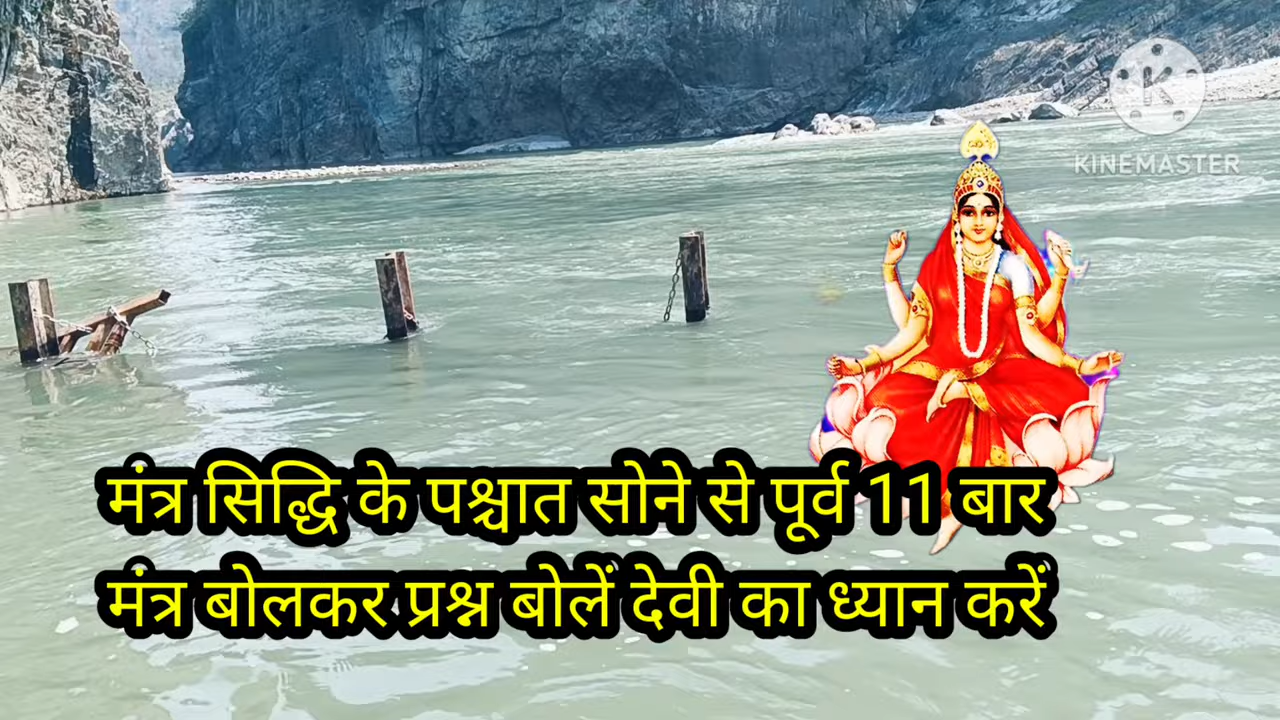 KINEMASTER
मंत्र सिद्धि के पश्चात सोने से पूर्व 11 बार
मंत्र बोलकर प्रश्न बोलें देवी का ध्यान करें